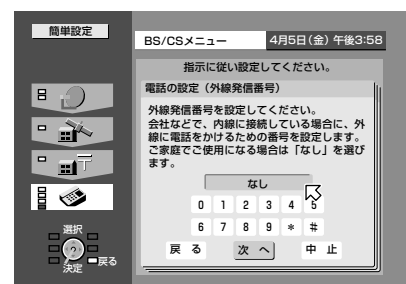 簡単設定
BS/CSメニュー 4月5日(金)午後3:58
指示に従い設定してください。
電話の設定(外線発信番号)
外線発信番号を設定してください。
会社などで、内線に接続している場合に、外
線に電話をかけるための番号を設定します。
ご家庭でご使用になる場合は「なし」を選び
ます。
なし
0 1 2 3 4 5
6 7 8 9 * #
戻る 次へ 中止
選択
?
戻る
決定